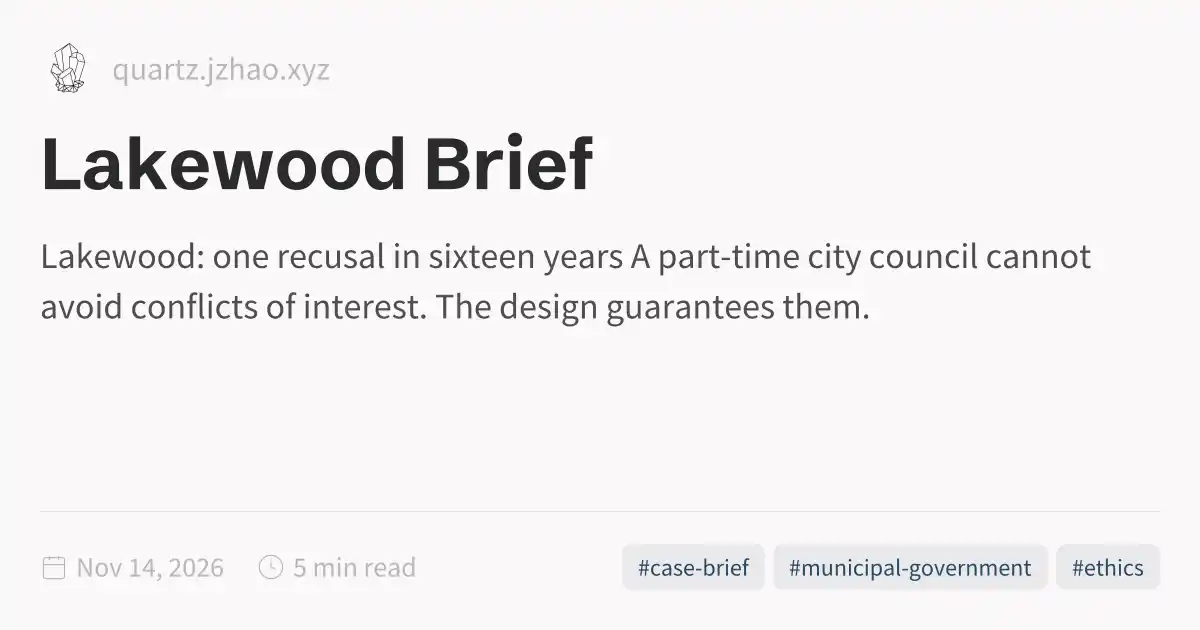 quartz.jzhao.xyz
Lakewood Brief
Lakewood: one recusal in sixteen years A part-time city council cannot
avoid conflicts of interest. The design guarantees them.
Nov 14, 2026
5 min read
#case-brief
#municipal-government
#ethics